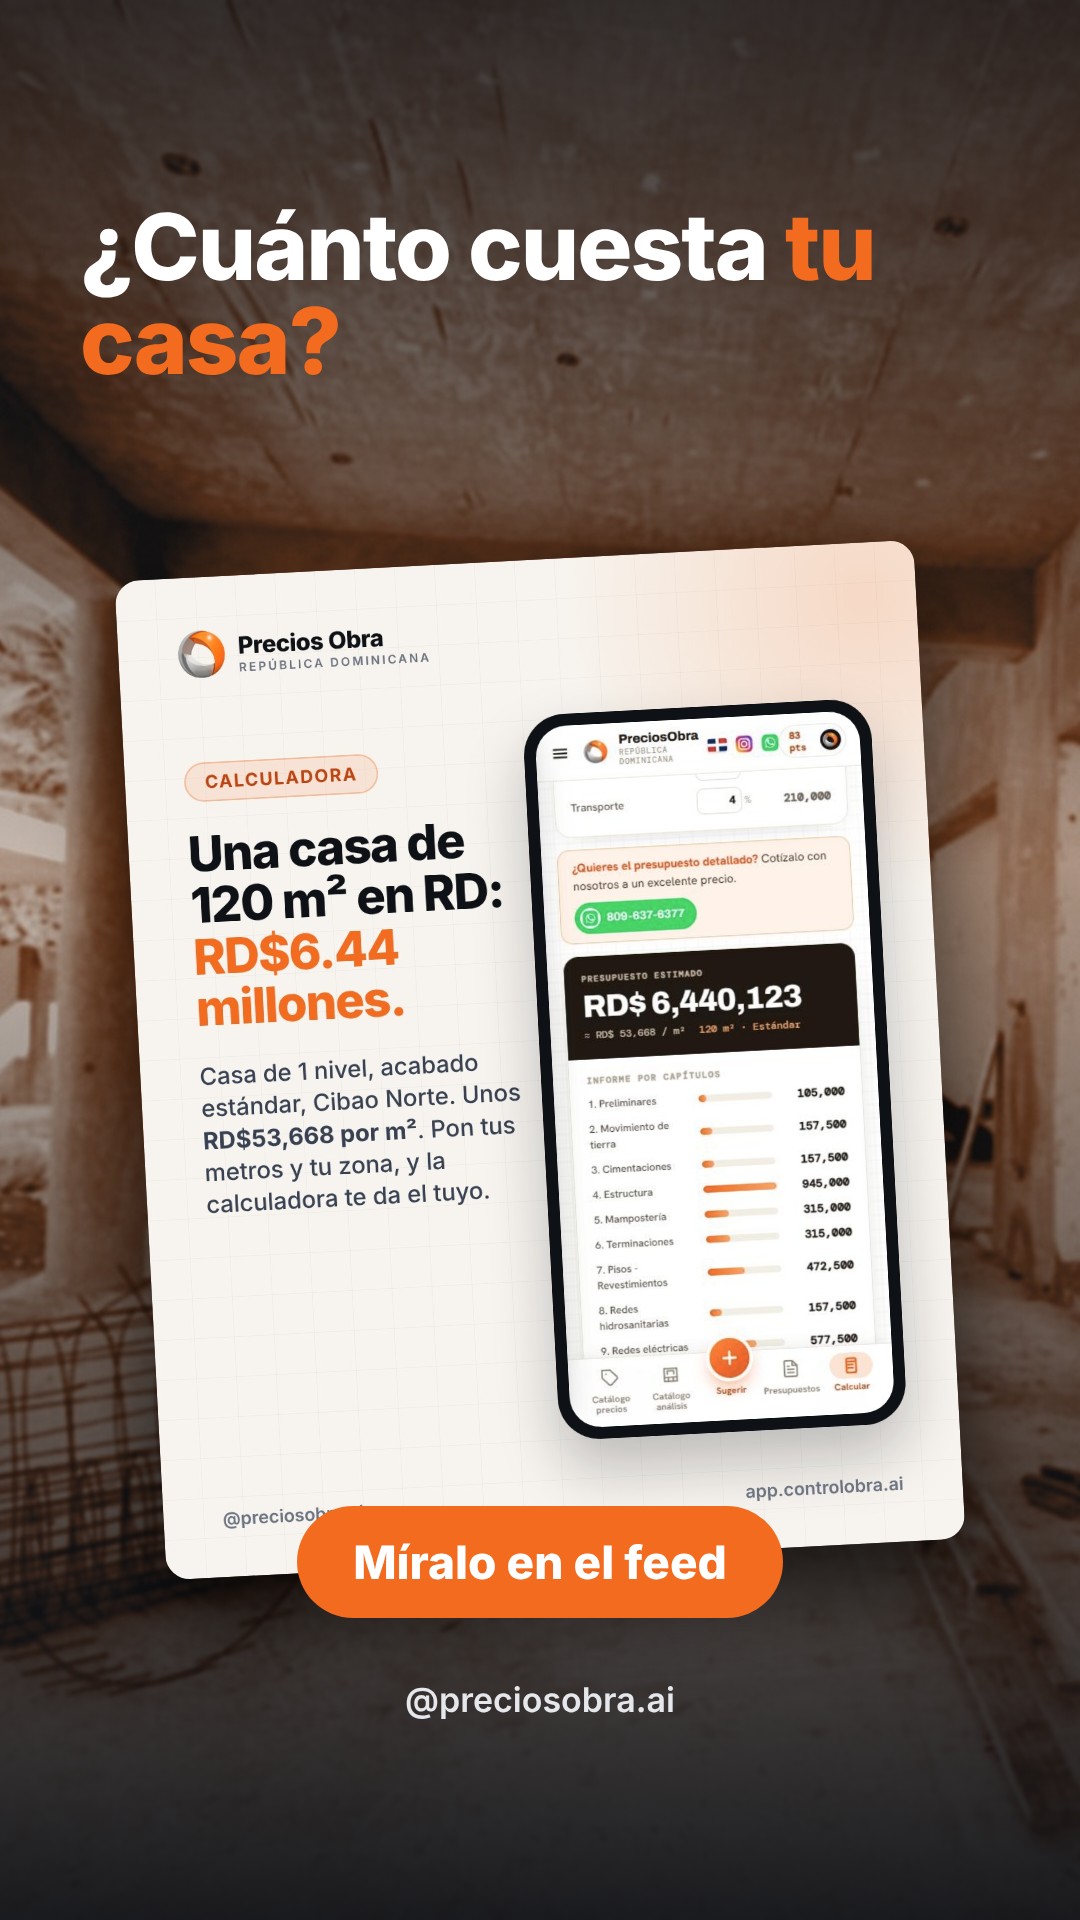 ¿Cuánto cuesta tu
casa?
Precios Obra
REPÚBLICA DOMINICANA
CALCULADORA
Una casa de
120 m² en RD:
RD$6.44
millones.
Casa de 1 nivel, acabado
estándar, Cibao Norte. Unos
RD$53,668 por m². Pon tus
metros y tu zona, y la
calculadora te da el tuyo.
PreciosObra
REPÚBLICA
DOMINICANA
83
pts
Transporte 4 % 210,000
¿Quieres el presupuesto detallado? Cotízalo con
nosotros a un excelente precio.
809-637-6377
PRESUPUESTO ESTIMADO
RD$ 6,440,123
= RD$ 53,668 / m² 120 m² · Estándar
INFORME POR CAPÍTULOS
1. Preliminares 105,000
2. Movimiento de
tierra 157,500
3. Cimentaciones 157,500
4. Estructura 945,000
5. Mampostería 315,000
6. Terminaciones 315,000
7. Pisos -
Revestimientos 472,500
8. Redes
hidrosanitarias 157,500
9. Redes eléctricas 577,500
Catálogo
precios
Catálogo
análisis
Sugerir
Presupuestos
Calcular
app.controlobra.ai
Míralo en el feed
@preciosobra.ai